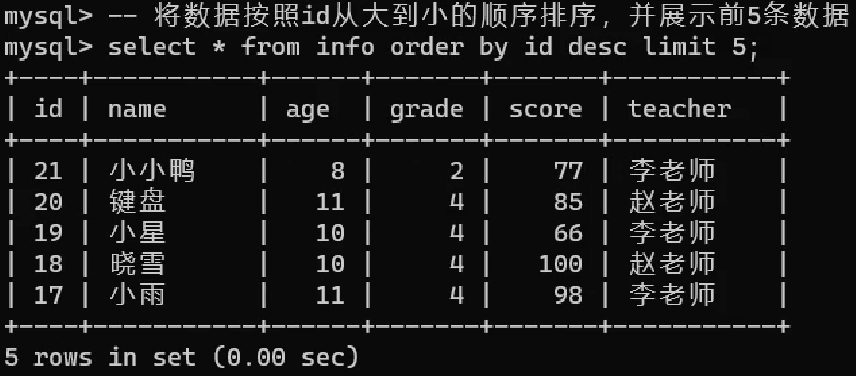 mysql> -- 将数据按照id从大到小的顺序排序，并展示前5条数据
mysql> select * from info order by id desc limit 5;
+----+-----------+------+-------+-------+-----------+
| id | name      | age  | grade | score | teacher   |
+----+-----------+------+-------+-------+-----------+
| 21 | 小小鸭    |    8 |     2 |    77 | 李老师    |
| 20 | 键盘      |   11 |     4 |    85 | 赵老师    |
| 19 | 小星      |   10 |     4 |    66 | 李老师    |
| 18 | 晓雪      |   10 |     4 |   100 | 赵老师    |
| 17 | 小雨      |   11 |     4 |    98 | 李老师    |
+----+-----------+------+-------+-------+-----------+
5 rows in set (0.00 sec)